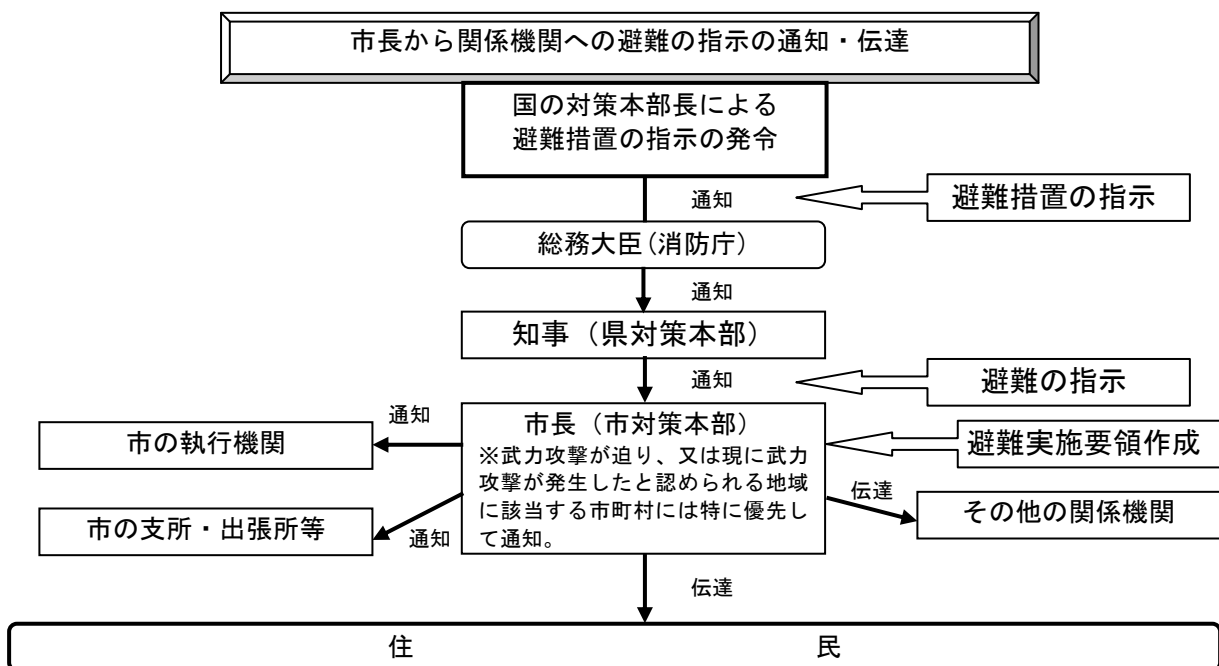 市長から関係機関への避難の指示の通知・伝達
国の対策本部長による
避難措置の指示の発令
通知
避難措置の指示
総務大臣(消防庁)
通知
知事（県対策本部）
通知
避難の指示
通知
市の執行機関
市長（市対策本部）
※武力攻撃が迫り、又は現に武力
攻撃が発生したと認められる地域
に該当する市町村には特に優先し
て通知。
避難実施要領作成
伝達
その他の関係機関
市の支所・出張所等
通知
伝達
住　民